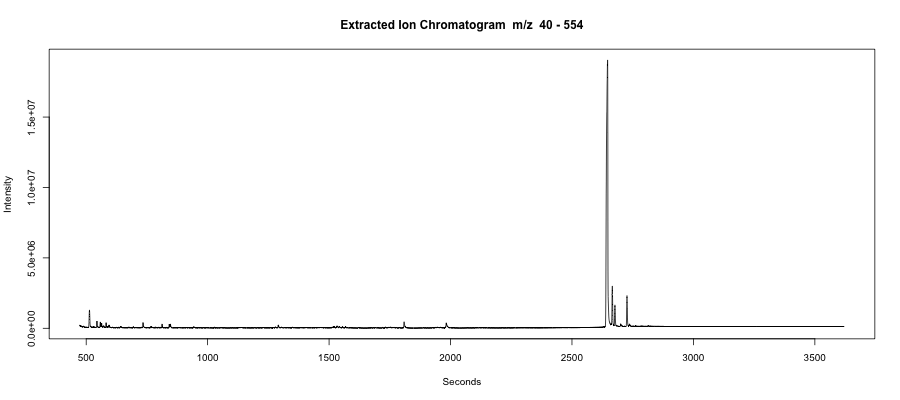 Extracted Ion Chromatogram  m/z  40 - 554
Intensity
1.5e+07
1.0e+07
5.0e+06
0.0e+00
500 1000 1500 2000 2500 3000 3500
Seconds